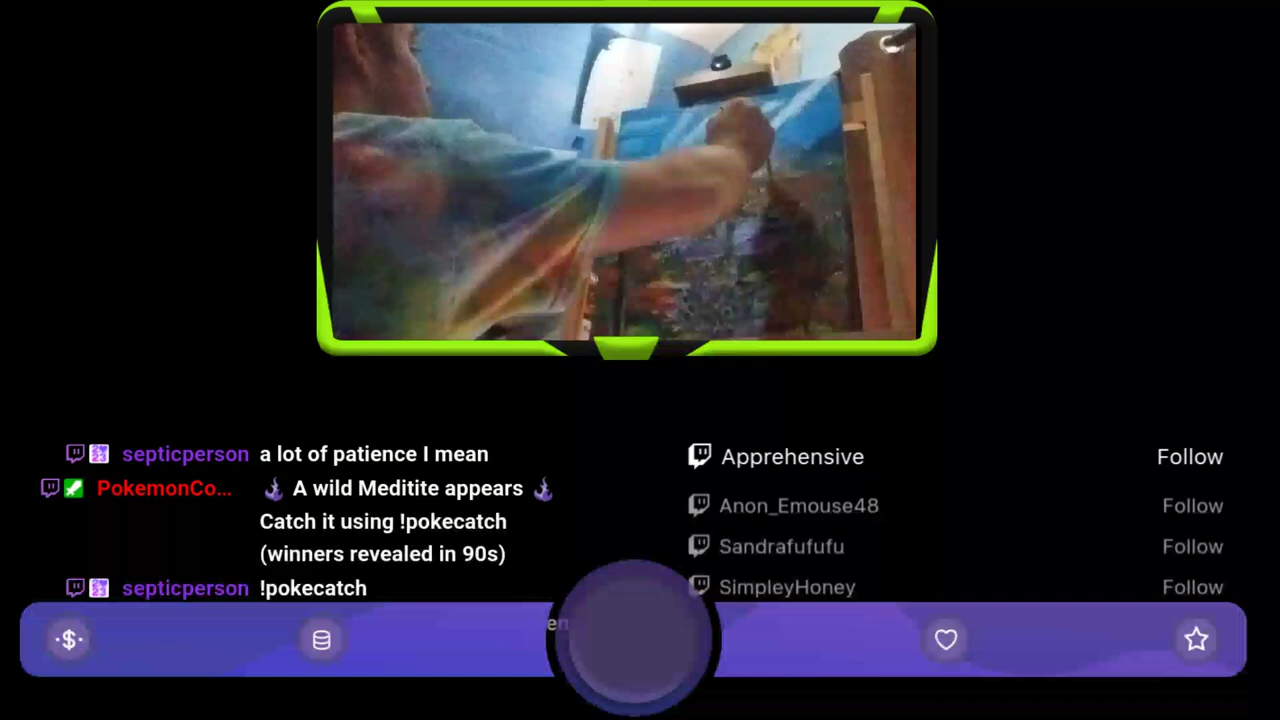 septicperson a lot of patience I mean
PokemonCo... A wild Meditite appears
Catch it using !pokecatch
(winners revealed in 90s)
septicperson !pokecatch
Apprehensive Follow
Anon_Emouse48 Follow
Sandrafufufu Follow
SimpleyHoney Follow
en